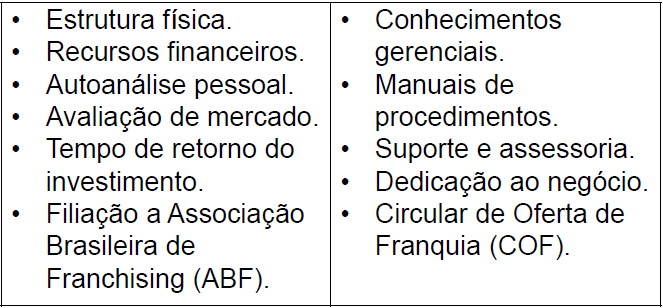 • Estrutura física.
• Recursos financeiros.
• Autoanálise pessoal.
• Avaliação de mercado.
• Tempo de retorno do
investimento.
• Filiação a Associação
Brasileira de
Franchising (ABF).
• Conhecimentos
gerenciais.
• Manuais de
procedimentos.
• Suporte e assessoria.
• Dedicação ao negócio.
• Circular de Oferta de
Franquia (COF).